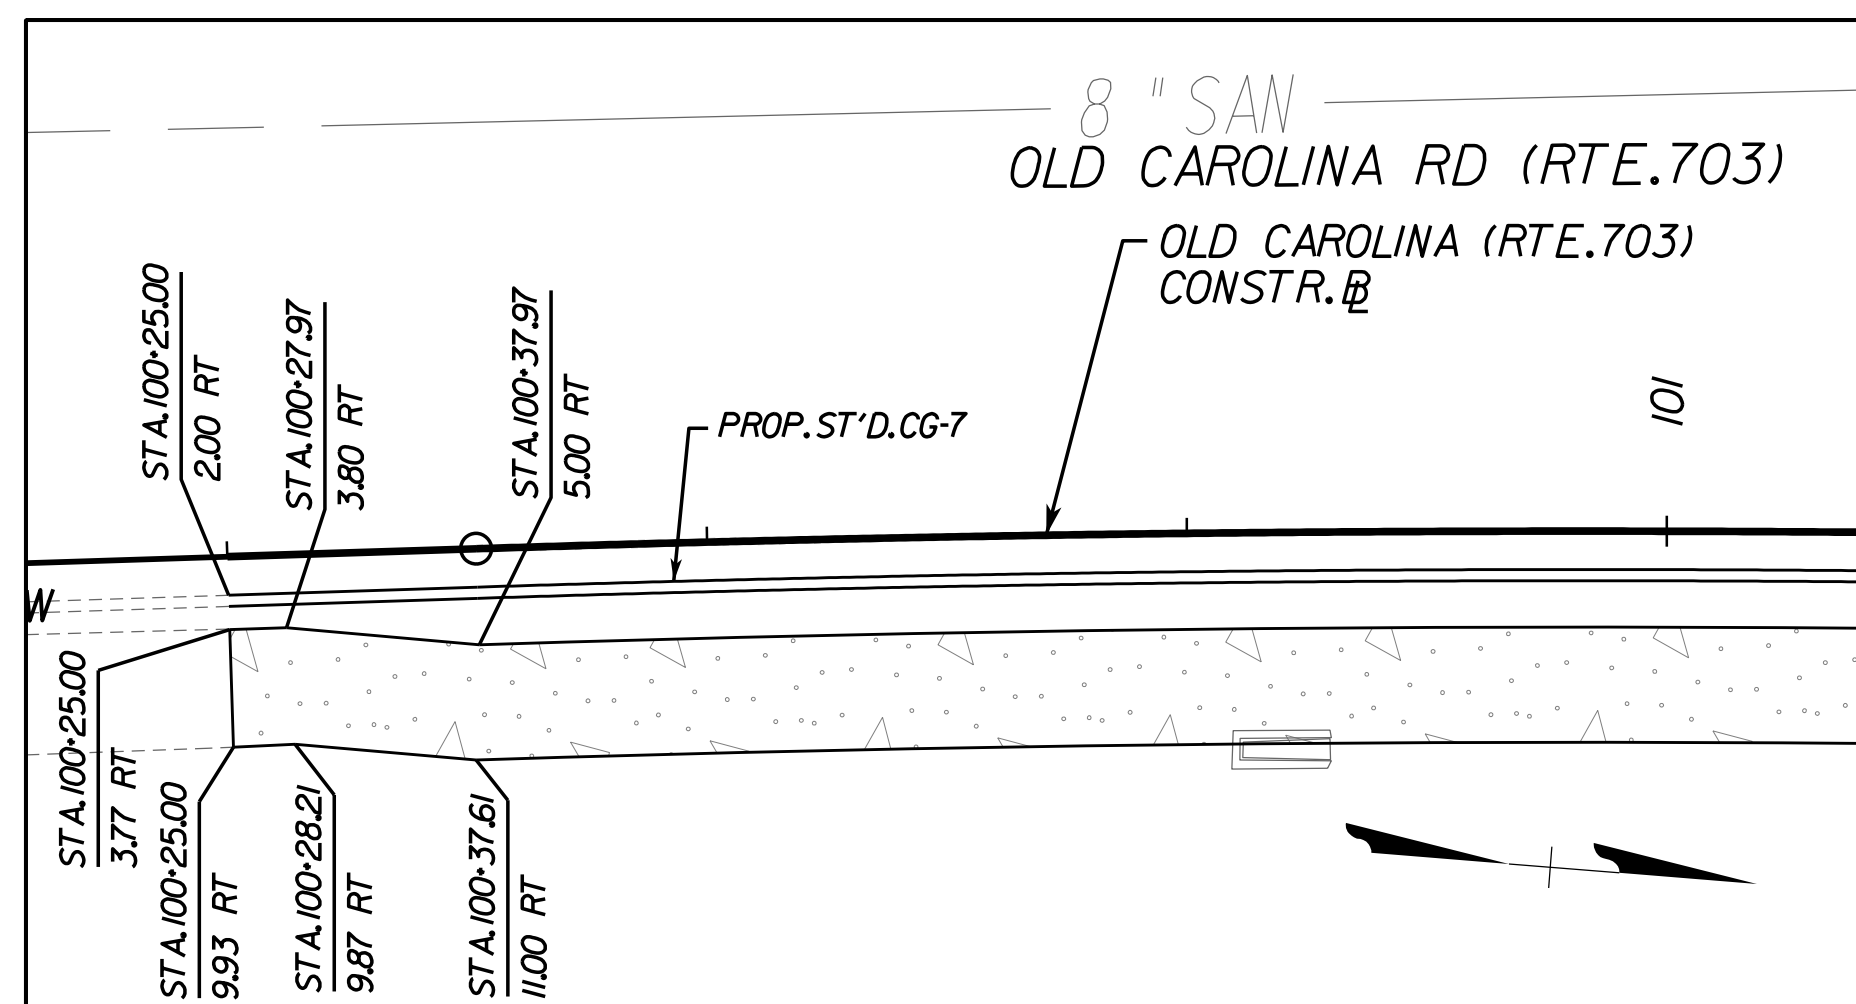 8 " SAN
OLD CAROLINA RD (RTE.703)
OLD CAROLINA (RTE.703)
CONSTR. BL
STA.100+25.00
2.00 RT
STA.100+27.97
3.80 RT
STA.100+37.97
5.00 RT
PROP. ST'D. CG-7
101
W
STA.100+25.00
3.77 RT
STA.100+25.00
9.93 RT
STA.100+28.21
9.87 RT
STA.100+37.61
11.00 RT